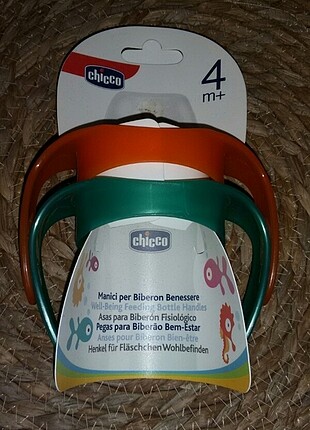 chicco
4
m+
chicco
Manici per Biberon Benessere
Well-Being Feeding Bottle Handles
Asas para Biberón Fisiológico
Pegas para Biberão Bem-Estar
Anses pour Biberon Bien-être
Henkel für Fläschchen Wohlbefinden